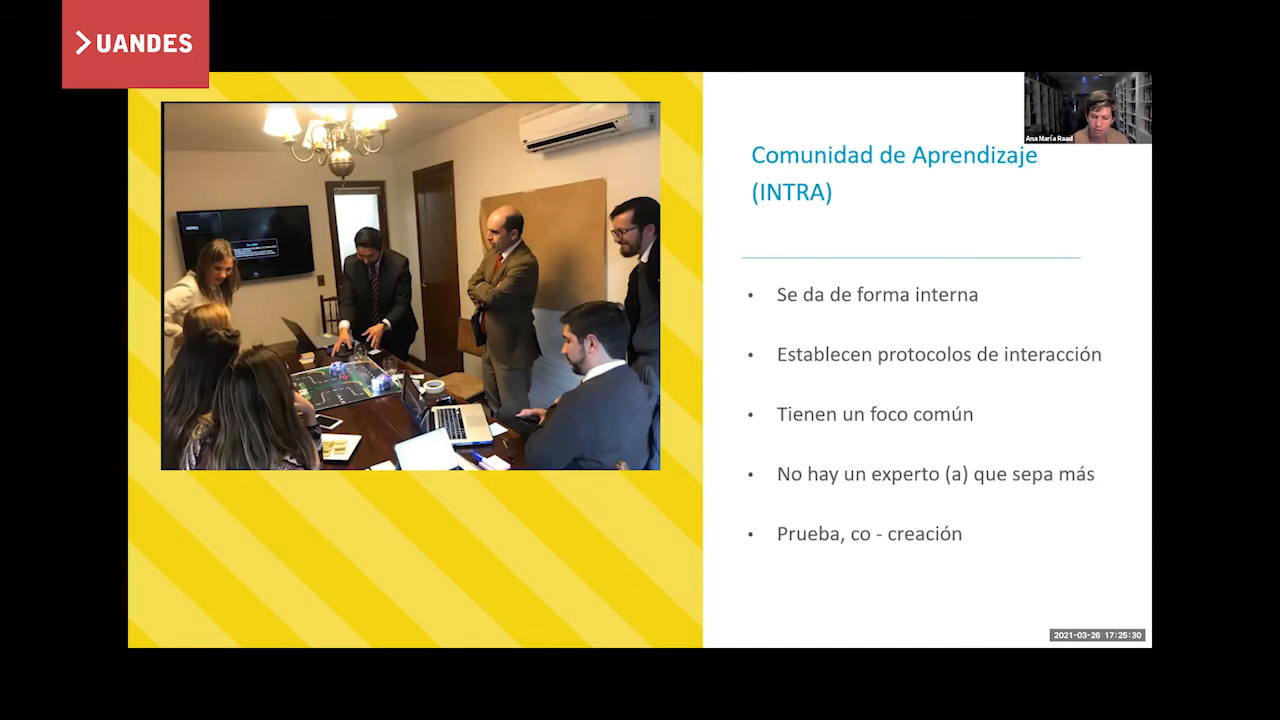 UANDES
Ana María Raad
Comunidad de Aprendizaje
(INTRA)
• Se da de forma interna
• Establecen protocolos de interacción
• Tienen un foco común
• No hay un experto (a) que sepa más
• Prueba, co - creación
2021-03-26 17:25:30